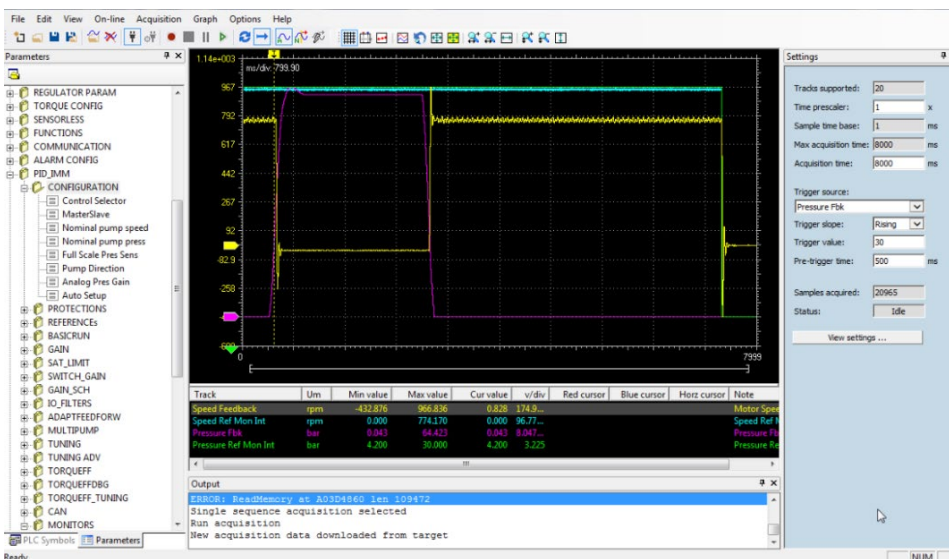 File Edit View On-line Acquisition Graph Options Help
Parameters
REGULATOR PARAM
TORQUE CONFIG
SENSORLESS
FUNCTIONS
COMMUNICATION
ALARM CONFIG
PID_IMM
CONFIGURATION
Control Selector
MasterSlave
Nominal pump speed
Nominal pump press
Full Scale Pres Sens
Pump Direction
Analog Pres Gain
Auto Setup
PROTECTIONS
REFERENCEs
BASICRUN
GAIN
SAT_LIMIT
SWITCH_GAIN
GAIN_SCH
IO_FILTERS
ADAPTFEEDFORW
MULTIPUMP
TUNING
TUNING ADV
TORQUEFF
TORQUEFFDBG
TORQUEFF_TUNING
CAN
MONITORS
PLC Symbols Parameters
1.14e+003
ms/div: 799.90
967
792
617
442
267
92
-82.9
-258
0 7999
Track Um Min value Max value Cur value v/div Red cursor Blue cursor Horz cursor Note
Speed Feedback rpm -432.876 966.836 0.828 174.9... Motor Spee
Speed Ref Mon Int rpm 0.000 774.170 0.000 96.77... Speed Ref M
Pressure Fbk bar 0.043 64.423 0.043 8.047... Pressure Fb
Pressure Ref Mon Int bar 4.200 30.000 4.200 3.225 Pressure Re
Output
ERROR: ReadMemory at A03D4860 len 109472
Single sequence acquisition selected
Run acquisition
New acquisition data downloaded from target
Settings
Tracks supported: 20
Time prescaler: 1 x
Sample time base: 1 ms
Max acquisition time: 8000 ms
Acquisition time: 8000 ms
Trigger source:
Pressure Fbk
Trigger slope: Rising
Trigger value: 30
Pre-trigger time: 500 ms
Samples acquired: 20965
Status: Idle
View settings ...
Ready NUM